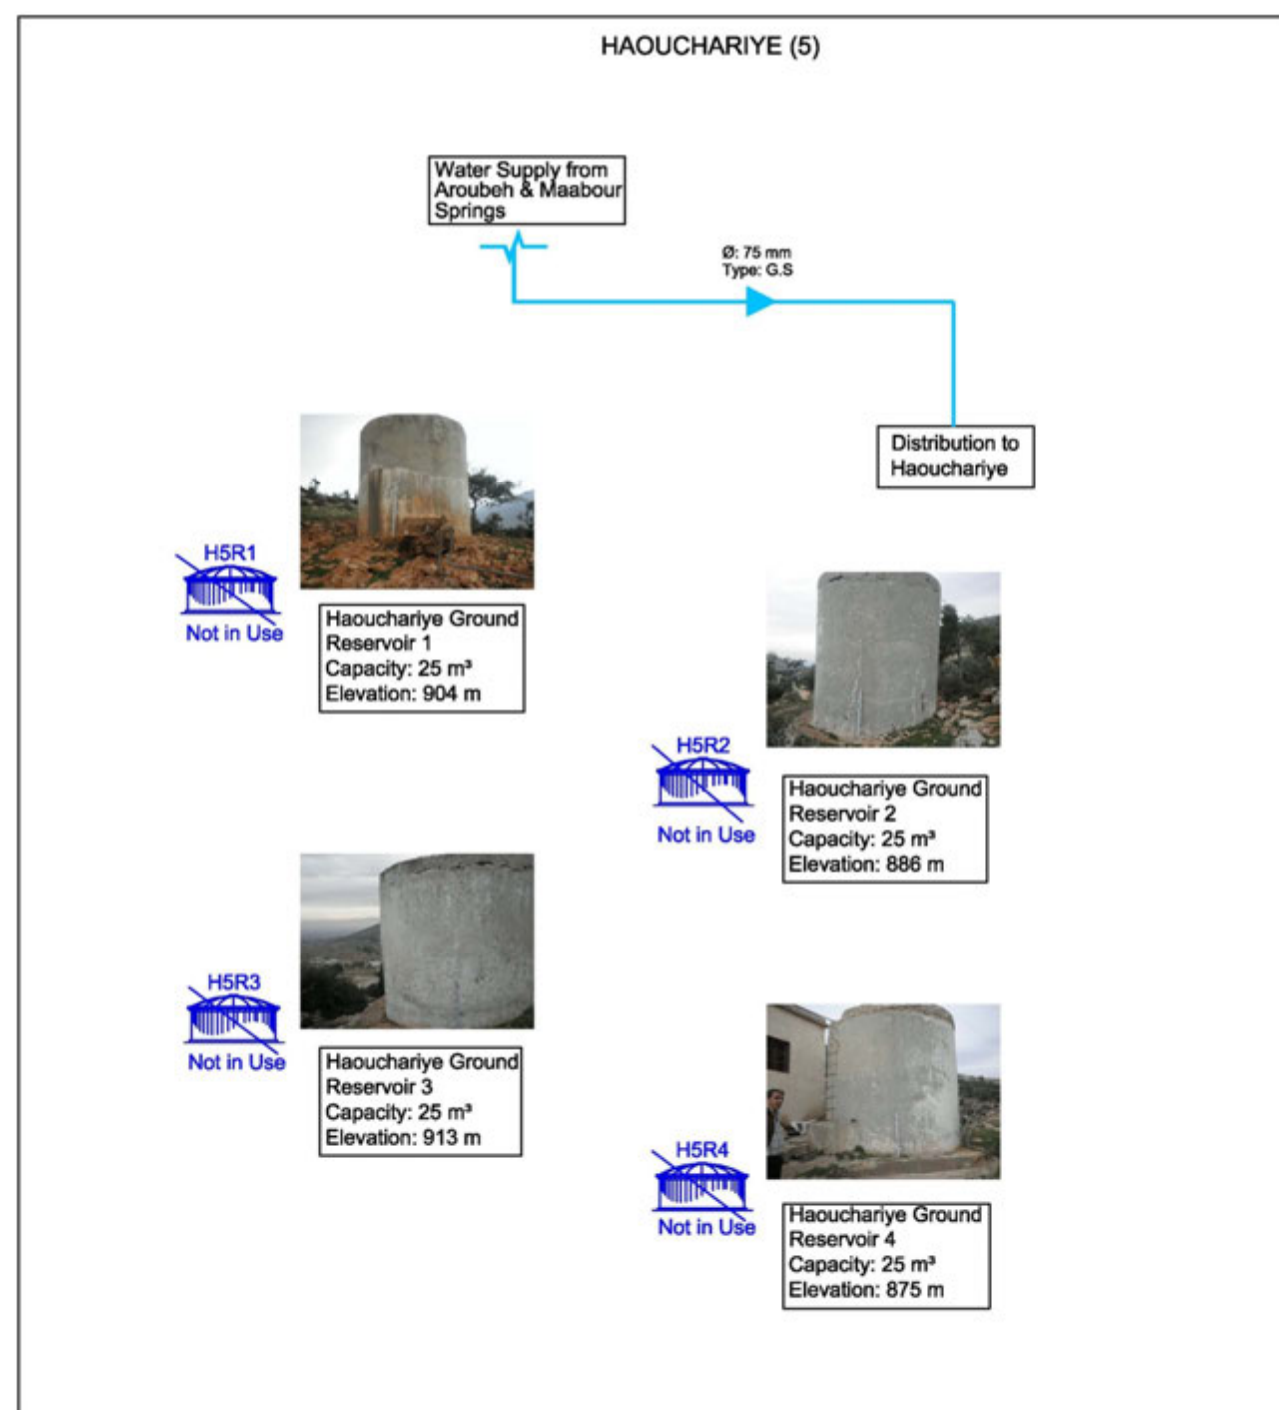 HAOUCHARIYE (5)
Water Supply from
Aroubeh & Maabour
Springs
Ø: 75 mm
Type: G.S
Distribution to
Haouchariye
H5R1
Not in Use
Haouchariye Ground
Reservoir 1
Capacity: 25 m³
Elevation: 904 m
H5R2
Not in Use
Haouchariye Ground
Reservoir 2
Capacity: 25 m³
Elevation: 886 m
H5R3
Not in Use
Haouchariye Ground
Reservoir 3
Capacity: 25 m³
Elevation: 913 m
H5R4
Not in Use
Haouchariye Ground
Reservoir 4
Capacity: 25 m³
Elevation: 875 m